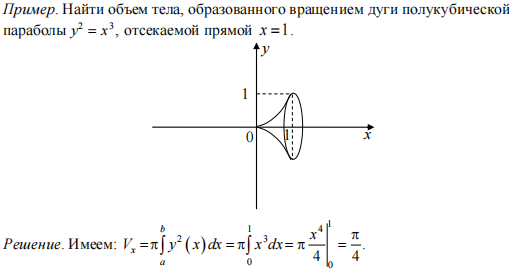 Пример. Найти объем тела, образованного вращением дуги полукубической
параболы y² = x³, отсекаемой прямой x = 1.
y
1
0
1
x
Решение. Имеем: Vₓ = π∫ₐᵇ y²(x)dx = π∫₀¹ x³dx = π x⁴/4 |₀¹ = π/4.